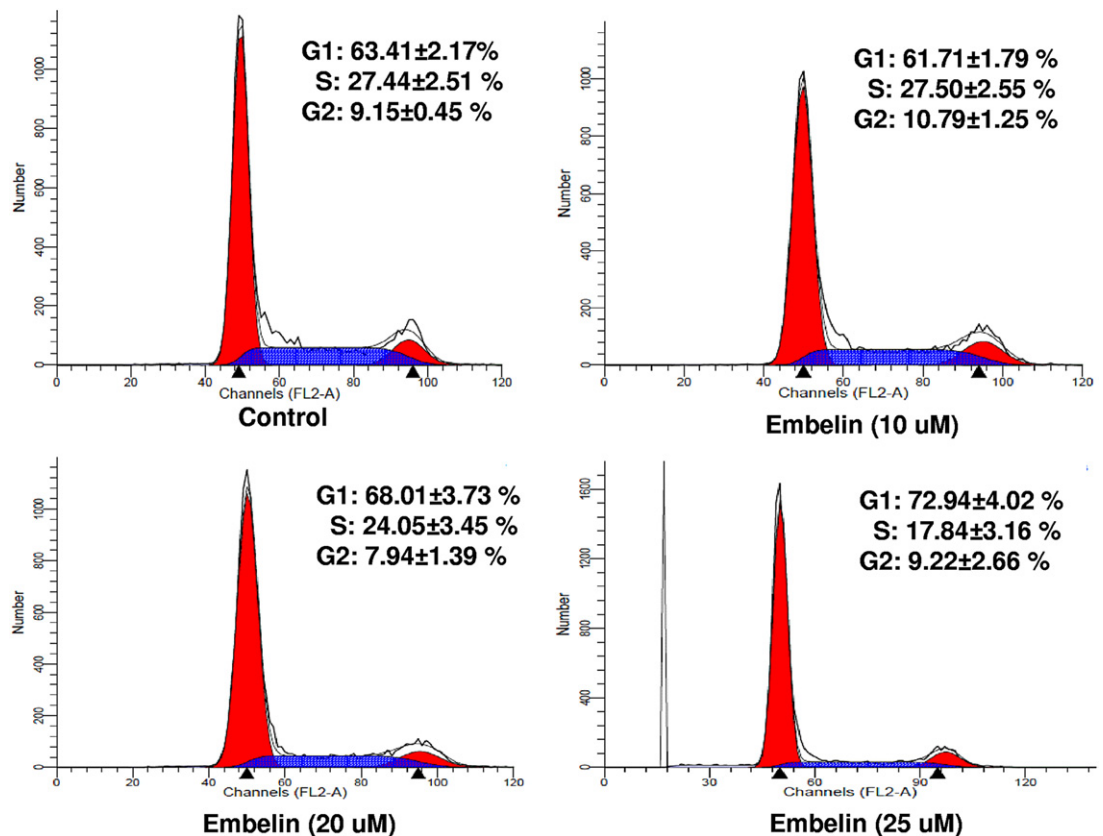 G1: 63.41±2.17%
S: 27.44±2.51 %
G2: 9.15±0.45 %
Number
0 200 400 600 800 1000
0 20 40 60 80 100 120
Channels (FL2-A)
Control
G1: 61.71±1.79 %
S: 27.50±2.55 %
G2: 10.79±1.25 %
Number
0 200 400 600 800 1000
0 20 40 60 80 100 120
Channels (FL2-A)
Embelin (10 uM)
G1: 68.01±3.73 %
S: 24.05±3.45 %
G2: 7.94±1.39 %
Number
0 200 400 600 800 1000
0 20 40 60 80 100 120
Channels (FL2-A)
Embelin (20 uM)
G1: 72.94±4.02 %
S: 17.84±3.16 %
G2: 9.22±2.66 %
Number
0 400 800 1200 1600
0 30 60 90 120
Channels (FL2-A)
Embelin (25 uM)